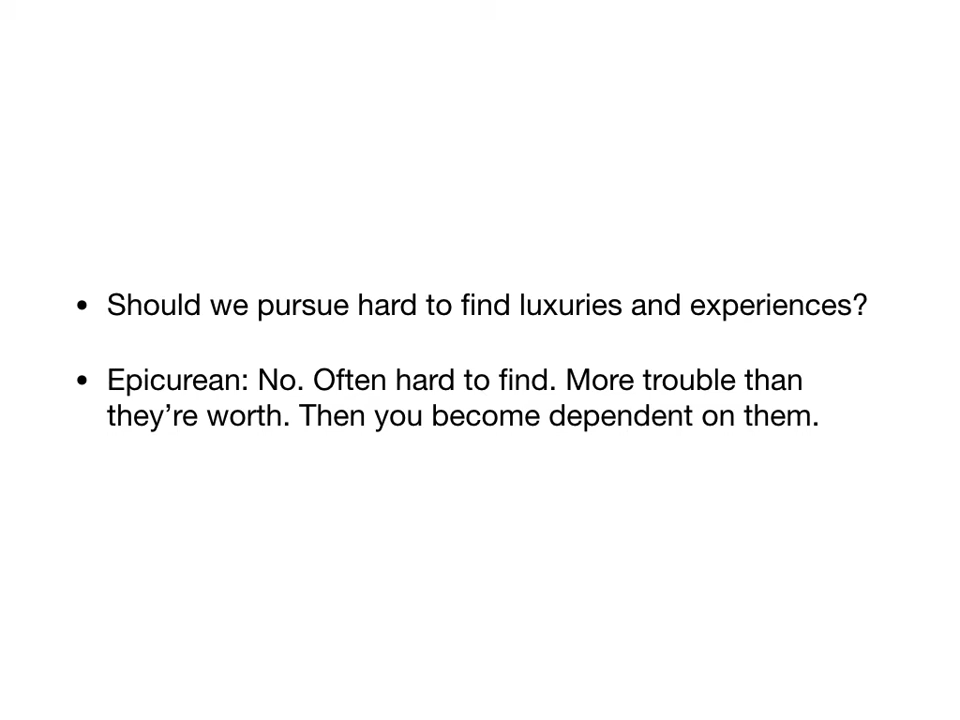 • Should we pursue hard to find luxuries and experiences?
• Epicurean: No. Often hard to find. More trouble than
they’re worth. Then you become dependent on them.